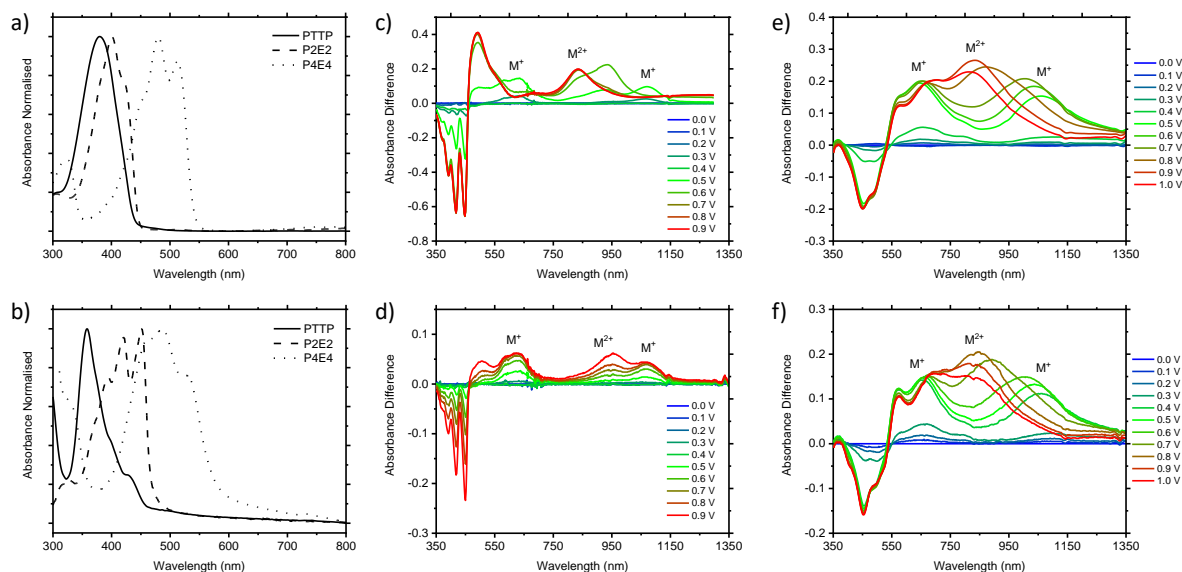 a)
Absorbance Normalised
PTTP
P2E2
P4E4
300 400 500 600 700 800
Wavelength (nm)
c)
Absorbance Difference
0.4
0.2
0.0
-0.2
-0.4
-0.6
-0.8
M+
M2+
M+
0.0 V
0.1 V
0.2 V
0.3 V
0.4 V
0.5 V
0.6 V
0.7 V
0.8 V
0.9 V
350 550 750 950 1150 1350
Wavelength (nm)
e)
Absorbance Difference
0.4
0.3
0.2
0.1
0.0
-0.1
-0.2
-0.3
M+
M2+
M+
0.0 V
0.1 V
0.2 V
0.3 V
0.4 V
0.5 V
0.6 V
0.7 V
0.8 V
0.9 V
1.0 V
350 550 750 950 1150 1350
Wavelength (nm)
b)
Absorbance Normalised
PTTP
P2E2
P4E4
300 400 500 600 700 800
Wavelength (nm)
d)
Absorbance Difference
0.1
0.0
-0.1
-0.2
-0.3
M+
M2+
M+
0.0 V
0.1 V
0.2 V
0.3 V
0.4 V
0.5 V
0.6 V
0.7 V
0.8 V
0.9 V
350 550 750 950 1150 1350
Wavelength (nm)
f)
Absorbance Difference
0.3
0.2
0.1
0.0
-0.1
-0.2
M+
M2+
M+
0.0 V
0.1 V
0.2 V
0.3 V
0.4 V
0.5 V
0.6 V
0.7 V
0.8 V
0.9 V
1.0 V
350 550 750 950 1150 1350
Wavelength (nm)